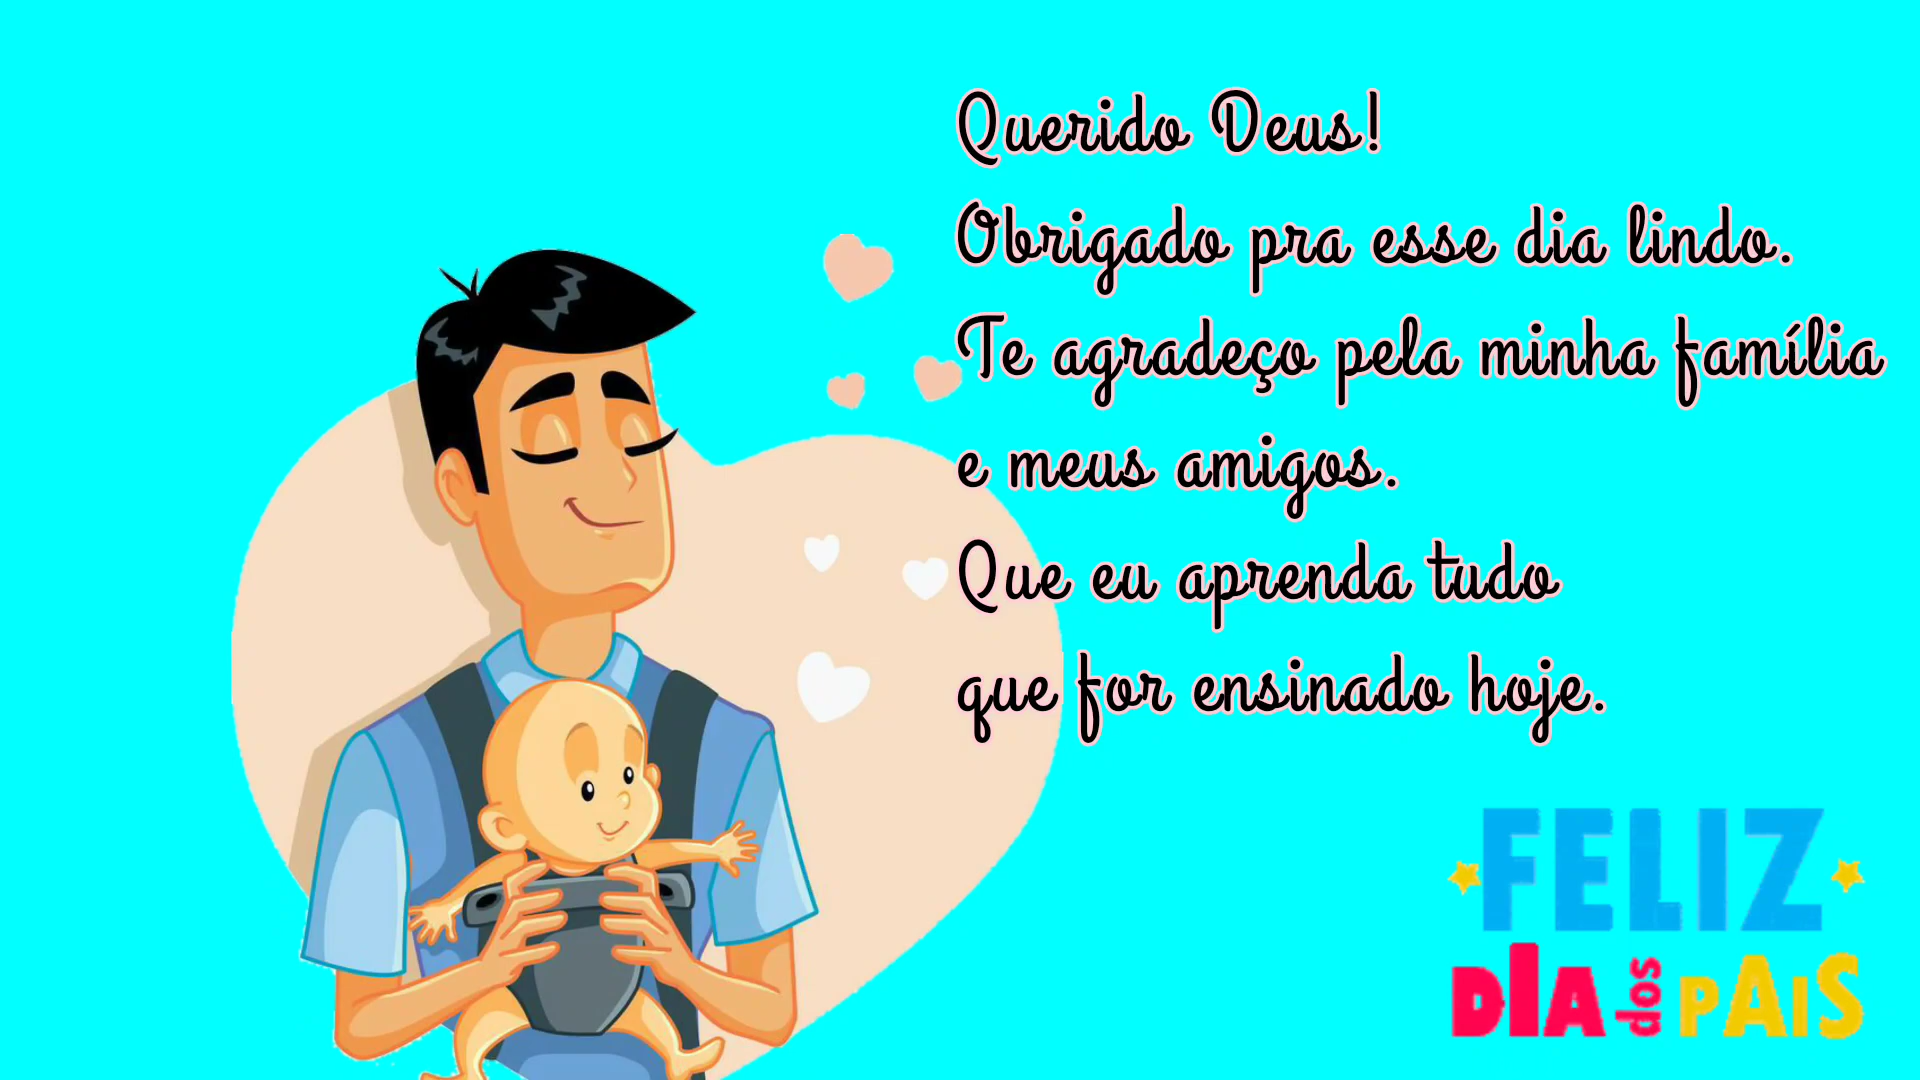 Querido Deus!
Obrigado pra esse dia lindo.
Te agradeço pela minha família
e meus amigos.
Que eu aprenda tudo
que for ensinado hoje.
FELIZ
DIA dos PAIS